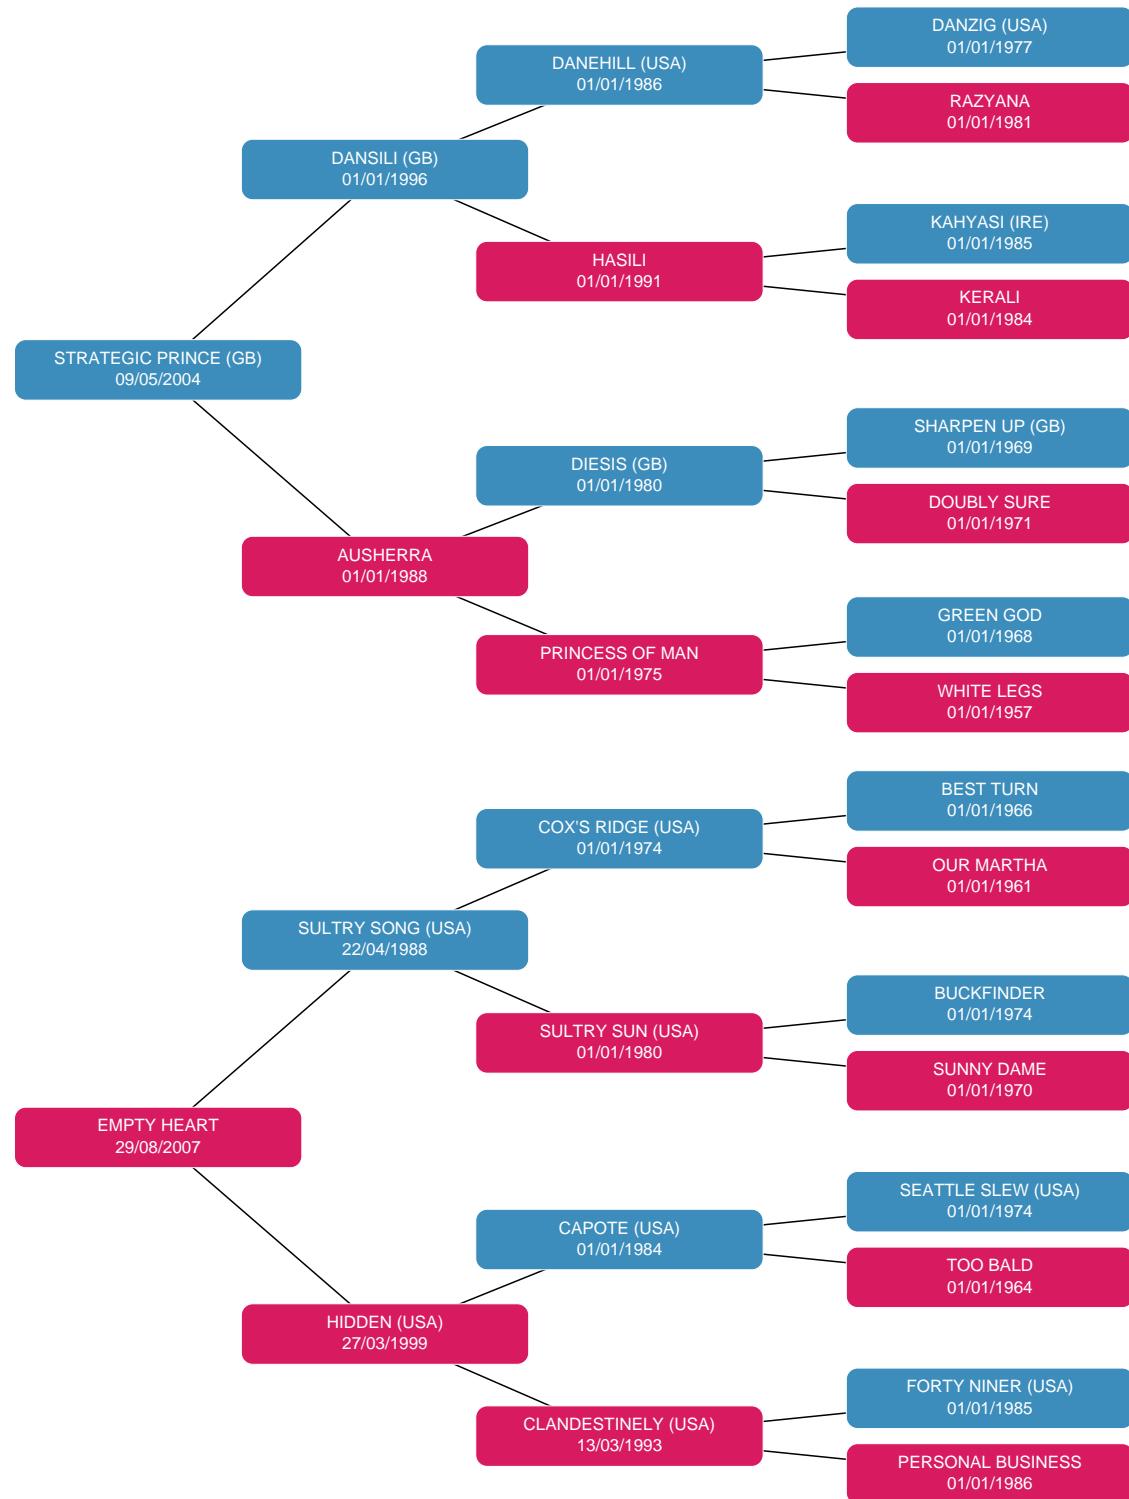 DANZIG (USA)
01/01/1977
DANEHILL (USA)
01/01/1986
RAZYANA
01/01/1981
DANSILI (GB)
01/01/1996
KAHYASI (IRE)
01/01/1985
HASILI
01/01/1991
KERALI
01/01/1984
STRATEGIC PRINCE (GB)
09/05/2004
SHARPEN UP (GB)
01/01/1969
DIESIS (GB)
01/01/1980
DOUBLY SURE
01/01/1971
AUSHERRA
01/01/1988
GREEN GOD
01/01/1968
PRINCESS OF MAN
01/01/1975
WHITE LEGS
01/01/1957
BEST TURN
01/01/1966
COX'S RIDGE (USA)
01/01/1974
OUR MARTHA
01/01/1961
SULTRY SONG (USA)
22/04/1988
BUCKFINDER
01/01/1974
SULTRY SUN (USA)
01/01/1980
SUNNY DAME
01/01/1970
EMPTY HEART
29/08/2007
SEATTLE SLEW (USA)
01/01/1974
CAPOTE (USA)
01/01/1984
TOO BALD
01/01/1964
HIDDEN (USA)
27/03/1999
FORTY NINER (USA)
01/01/1985
CLANDESTINELY (USA)
13/03/1993
PERSONAL BUSINESS
01/01/1986